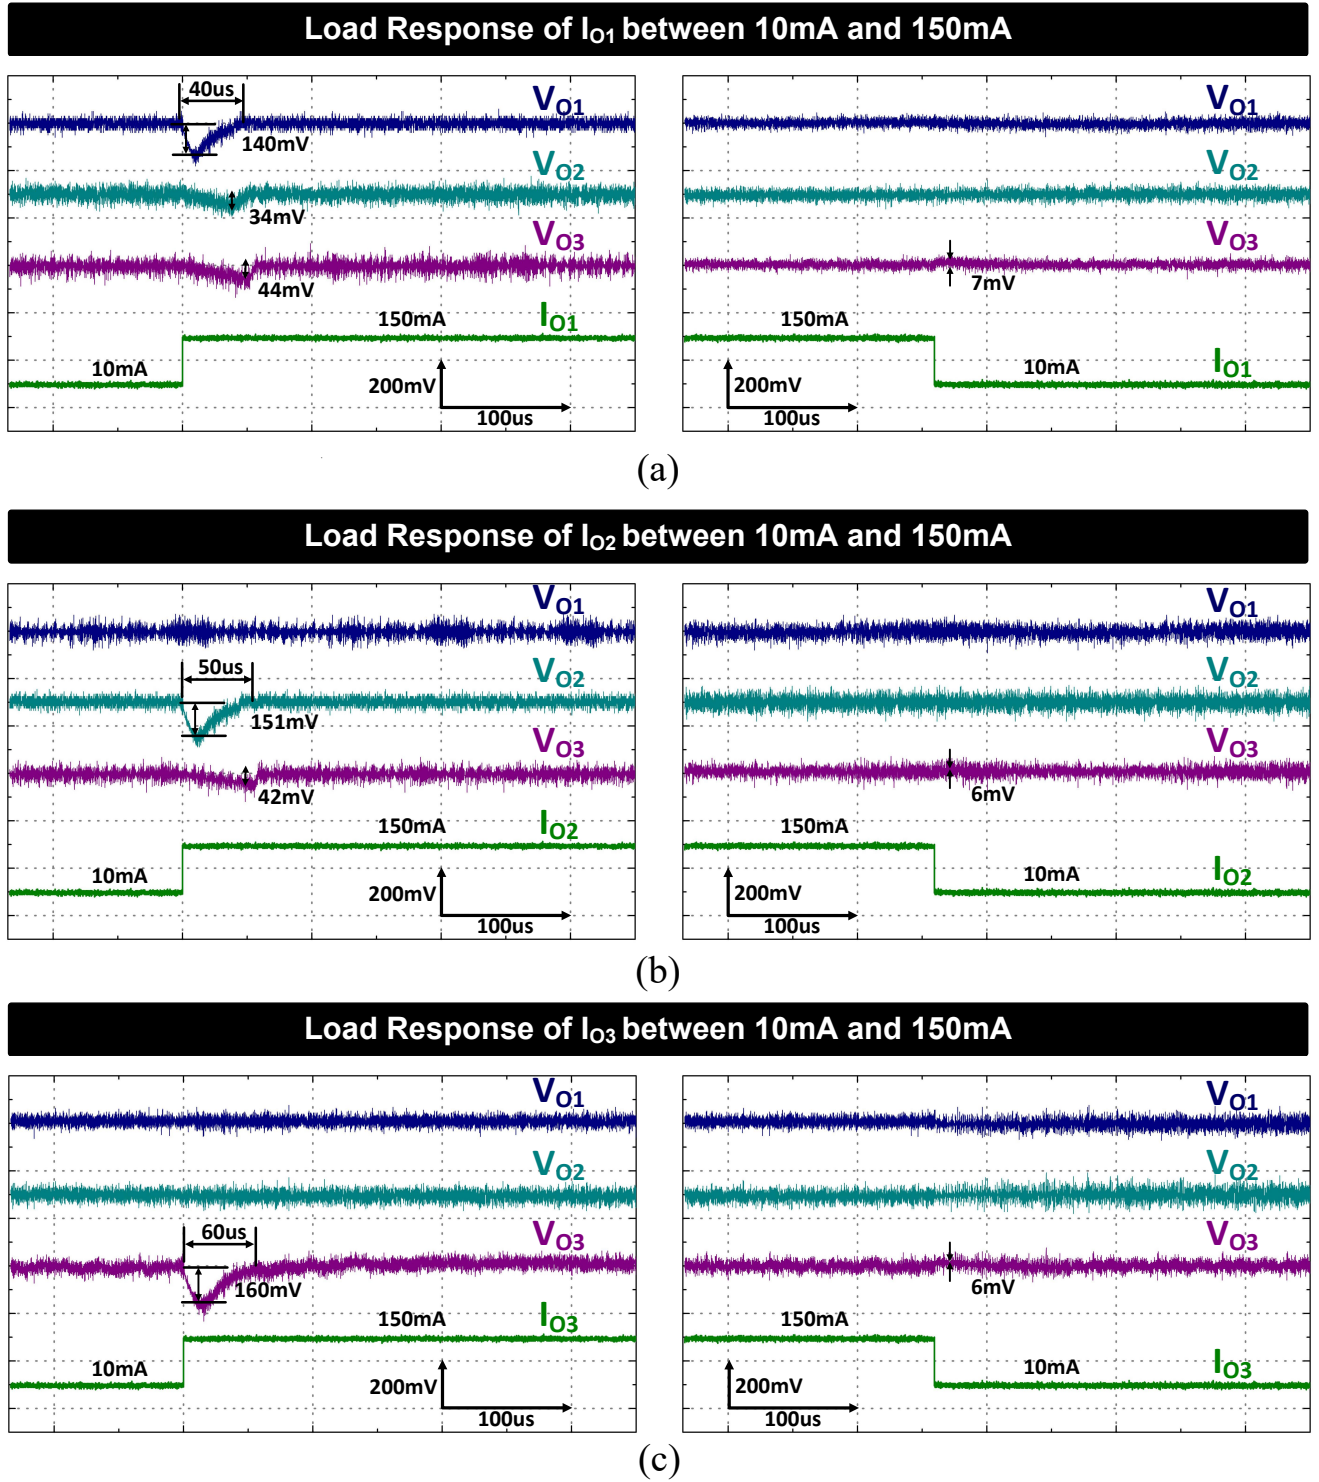 Load Response of IO1 between 10mA and 150mA
40us
VO1
140mV
VO2
34mV
VO3
44mV
150mA
IO1
10mA
200mV
100us
VO1
VO2
VO3
7mV
150mA
IO1
10mA
200mV
100us
(a)
Load Response of IO2 between 10mA and 150mA
VO1
50us
VO2
151mV
VO3
42mV
150mA
IO2
10mA
200mV
100us
VO1
VO2
VO3
6mV
150mA
IO2
10mA
200mV
100us
(b)
Load Response of IO3 between 10mA and 150mA
VO1
VO2
60us
VO3
160mV
150mA
IO3
10mA
200mV
100us
VO1
VO2
VO3
6mV
150mA
IO3
10mA
200mV
100us
(c)